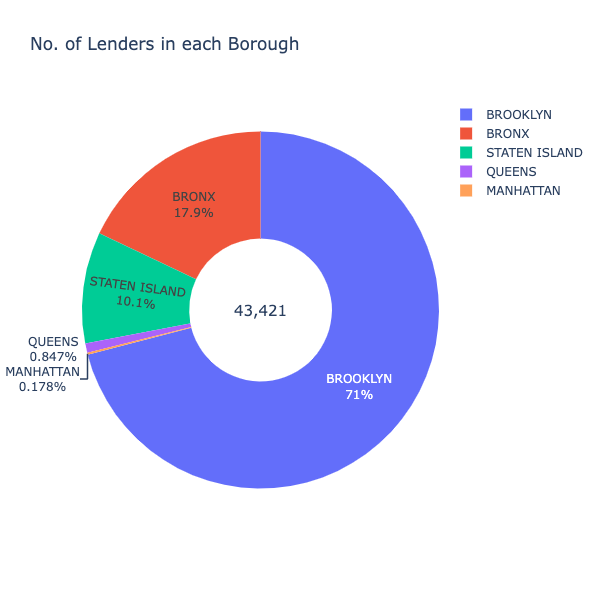 No. of Lenders in each Borough
BROOKLYN
BRONX
STATEN ISLAND
QUEENS
MANHATTAN
BRONX
17.9%
STATEN ISLAND
10.1%
43,421
QUEENS
0.847%
MANHATTAN
0.178%
BROOKLYN
71%